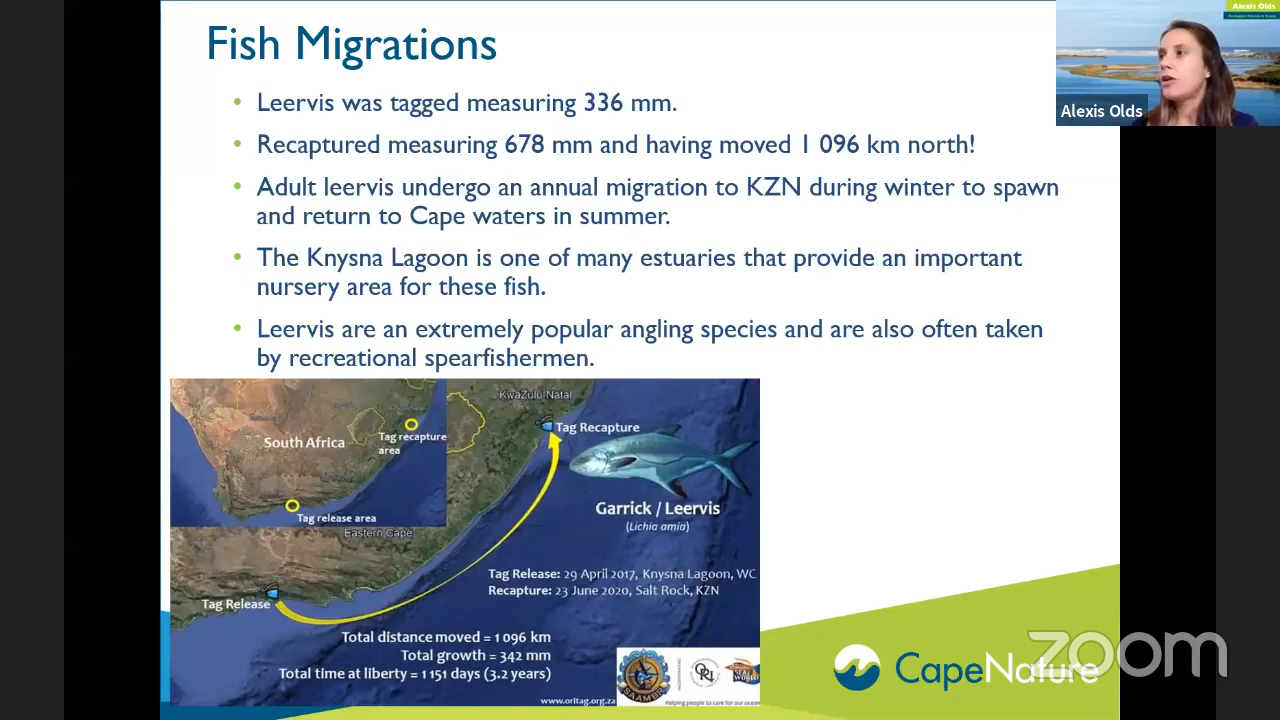 Fish Migrations
• Leervis was tagged measuring 336 mm.
• Recaptured measuring 678 mm and having moved 1 096 km north!
• Adult leervis undergo an annual migration to KZN during winter to spawn
and return to Cape waters in summer.
• The Knysna Lagoon is one of many estuaries that provide an important
nursery area for these fish.
• Leervis are an extremely popular angling species and are also often taken
by recreational spearfishermen.
Alexis Olds
Alexis Olds
South Africa
Tag recapture
area
Tag release area
KwaZulu-Natal
Tag Recapture
Garrick / Leervis
(Lichia amia)
Eastern Cape
Tag Release: 29 April 2017, Knysna Lagoon, WC
Recapture: 23 June 2020, Salt Rock, KZN
Tag Release
Total distance moved = 1 096 km
Total growth = 342 mm
Total time at liberty = 1 151 days (3.2 years)
www.oritag.org.za
SAAMBR
ORI
SEA
WORLD
Helping people to care for our ocean
CapeNature
zoom